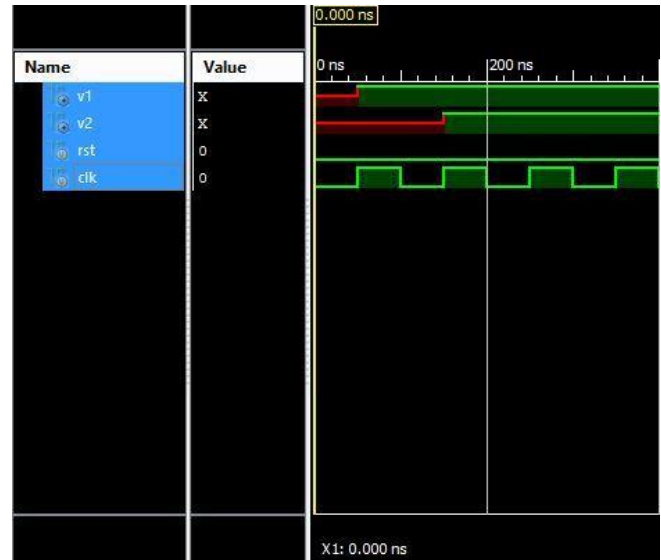 0.000 ns
Name Value 0 ns 200 ns
v1 X
v2 X
rst 0
clk 0
X1: 0.000 ns